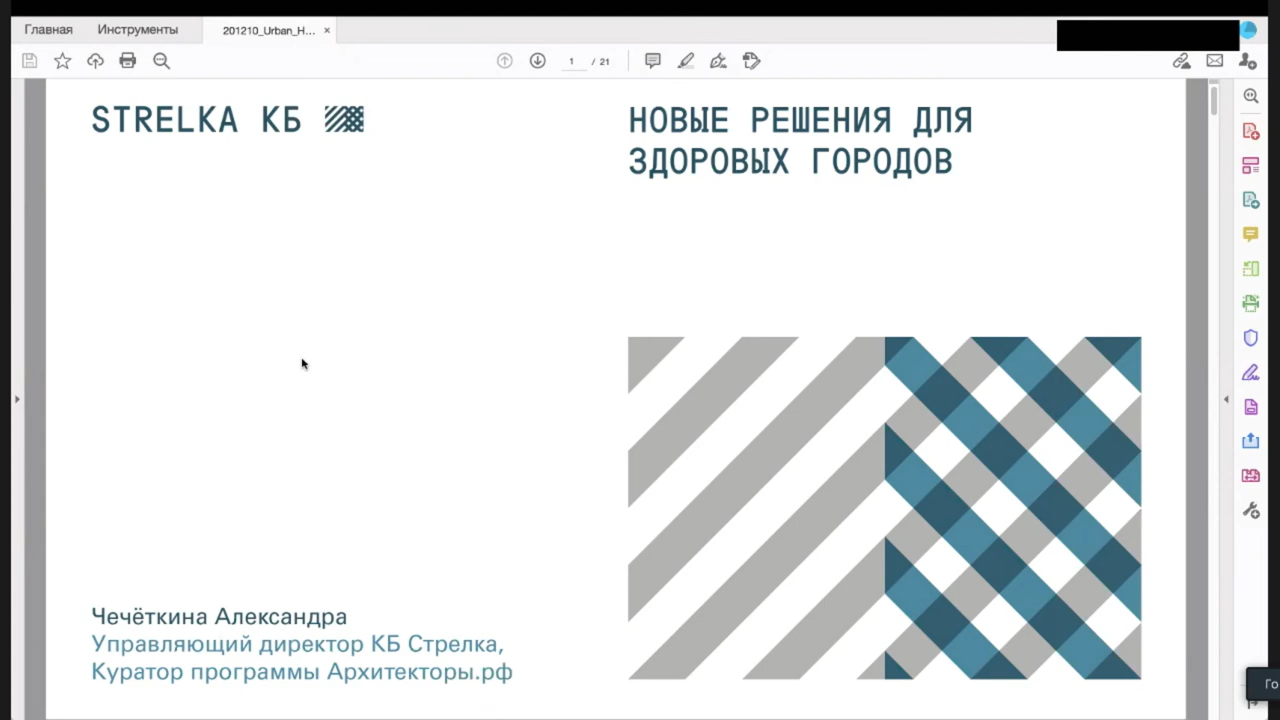 Главная Инструменты 201210_Urban_H... ×
1 / 21
STRELKA КБ
НОВЫЕ РЕШЕНИЯ ДЛЯ
ЗДОРОВЫХ ГОРОДОВ
Чечёткина Александра
Управляющий директор КБ Стрелка,
Куратор программы Архитекторы.рф
Го